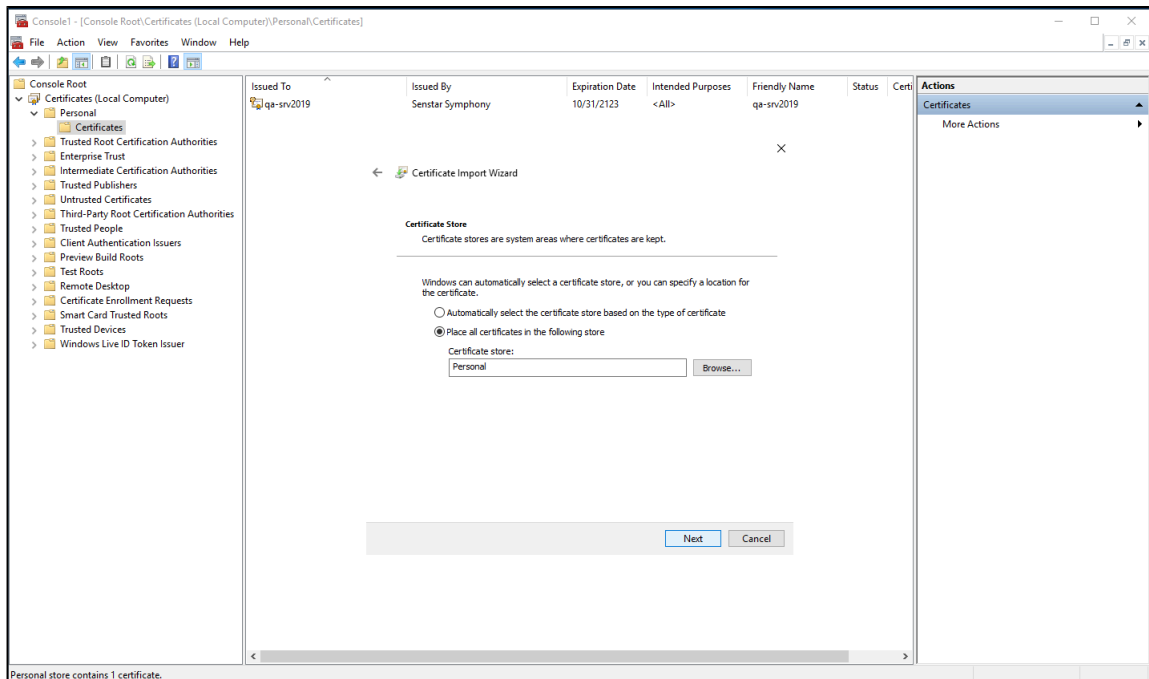 Console1 - [Console Root\Certificates (Local Computer)\Personal\Certificates]
File Action View Favorites Window Help
Console Root
Certificates (Local Computer)
Personal
Certificates
Trusted Root Certification Authorities
Enterprise Trust
Intermediate Certification Authorities
Trusted Publishers
Untrusted Certificates
Third-Party Root Certification Authorities
Trusted People
Client Authentication Issuers
Preview Build Roots
Test Roots
Remote Desktop
Certificate Enrollment Requests
Smart Card Trusted Roots
Trusted Devices
Windows Live ID Token Issuer
Issued To Issued By Expiration Date Intended Purposes Friendly Name Status Certi
qa-srv2019 Senstar Symphony 10/31/2123 <All> qa-srv2019
Certificate Import Wizard
Certificate Store
Certificate stores are system areas where certificates are kept.
Windows can automatically select a certificate store, or you can specify a location for
the certificate.
Automatically select the certificate store based on the type of certificate
Place all certificates in the following store
Certificate store:
Personal
Browse...
Next Cancel
Actions
Certificates
More Actions
Personal store contains 1 certificate.